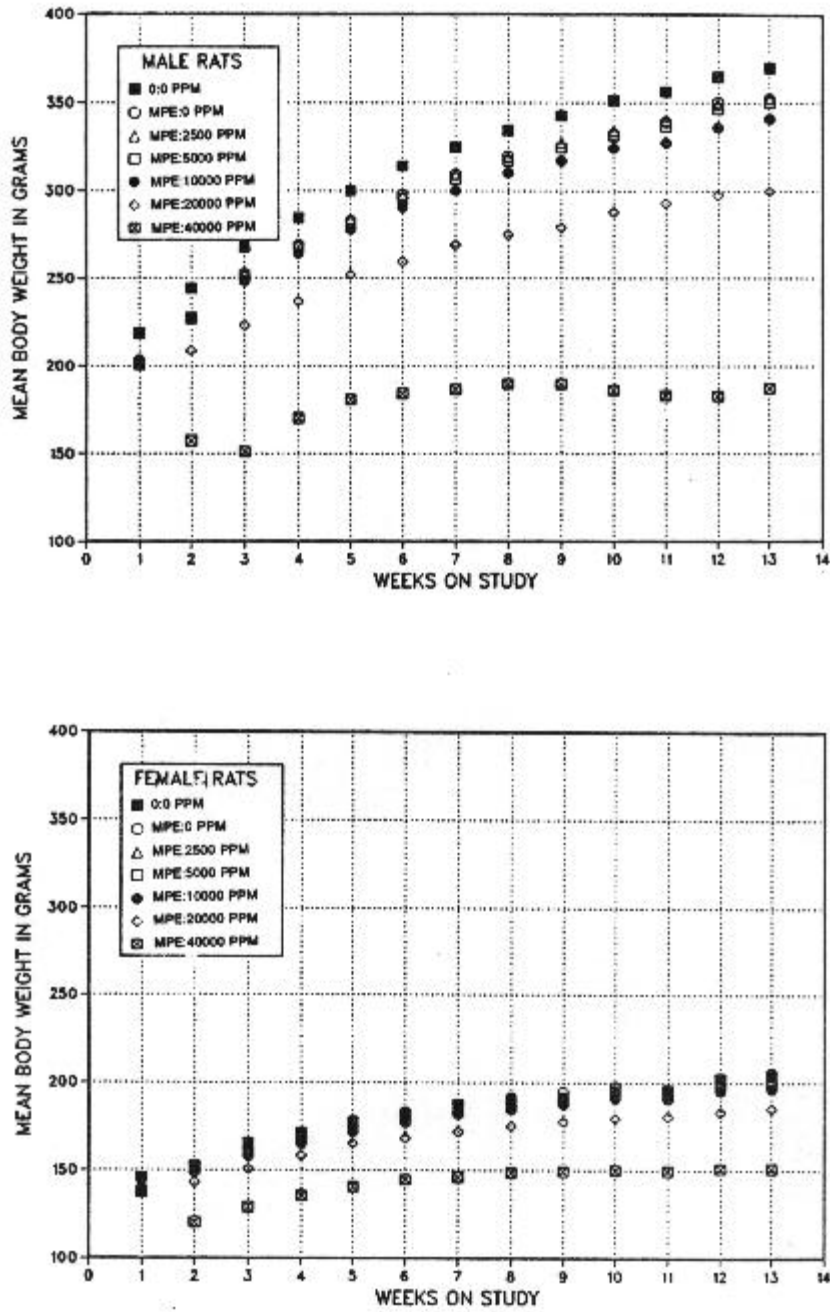 400
350
300
250
200
150
100
MEAN BODY WEIGHT IN GRAMS
MALE RATS
0:0 PPM
MPE:0 PPM
MPE:2500 PPM
MPE:5000 PPM
MPE:10000 PPM
MPE:20000 PPM
MPE:40000 PPM
0 1 2 3 4 5 6 7 8 9 10 11 12 13 14
WEEKS ON STUDY
400
350
300
250
200
150
100
MEAN BODY WEIGHT IN GRAMS
FEMALE RATS
0:0 PPM
MPE:0 PPM
MPE:2500 PPM
MPE:5000 PPM
MPE:10000 PPM
MPE:20000 PPM
MPE:40000 PPM
0 1 2 3 4 5 6 7 8 9 10 11 12 13 14
WEEKS ON STUDY